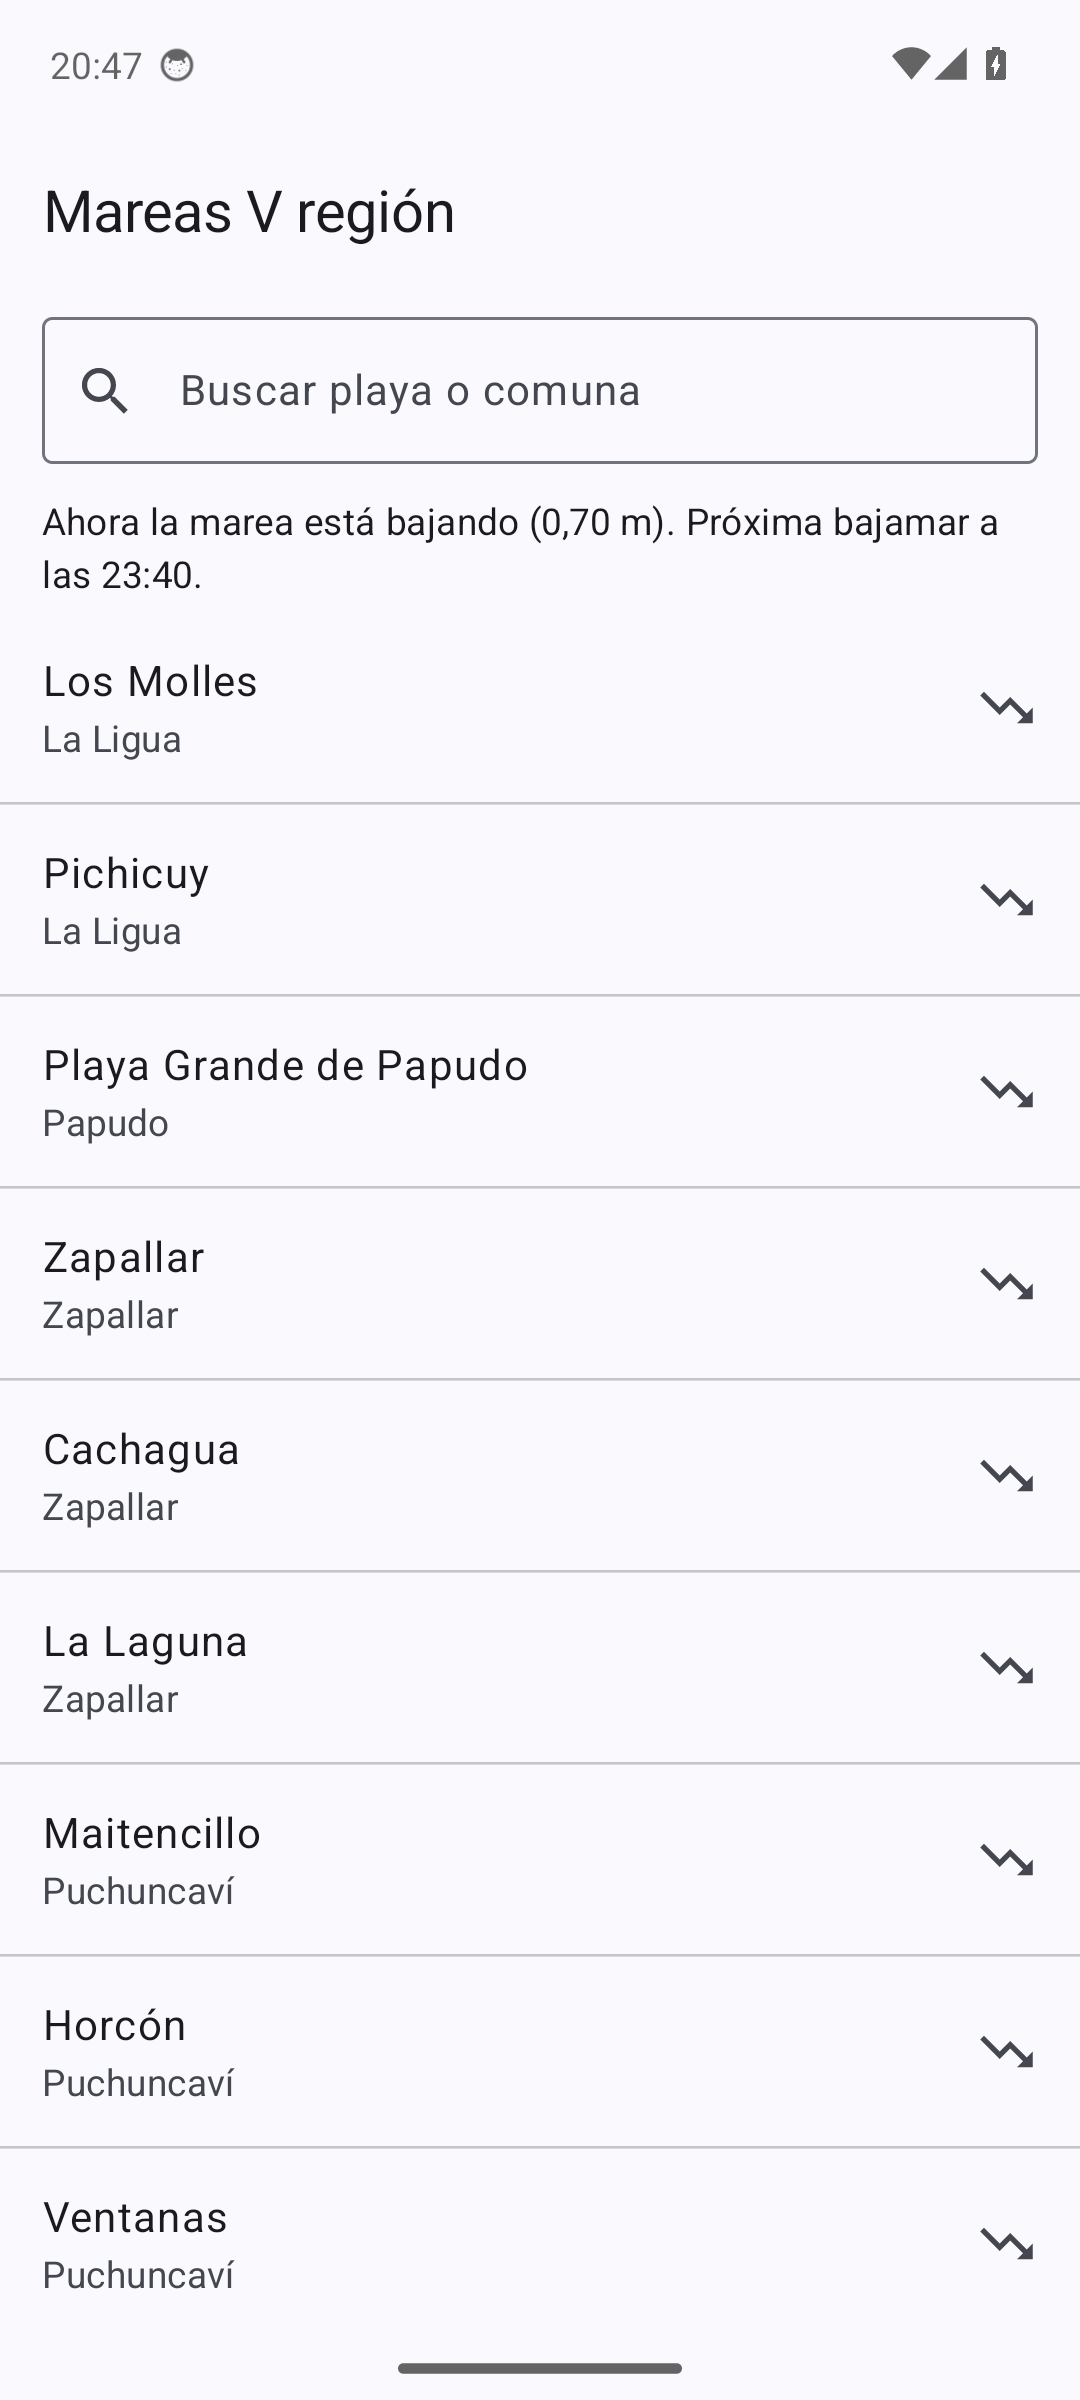 20:47
Mareas V región
Buscar playa o comuna
Ahora la marea está bajando (0,70 m). Próxima bajamar a
las 23:40.
Los Molles
La Ligua
Pichicuy
La Ligua
Playa Grande de Papudo
Papudo
Zapallar
Zapallar
Cachagua
Zapallar
La Laguna
Zapallar
Maitencillo
Puchuncaví
Horcón
Puchuncaví
Ventanas
Puchuncaví